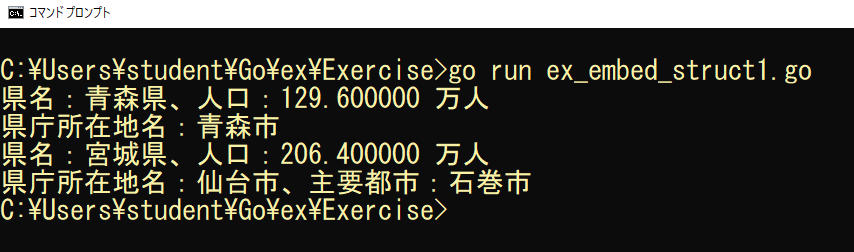 コマンドプロンプト
C:¥Users¥student¥Go¥ex¥Exercise>go run ex_embed_struct1.go
県名：青森県、人口：129.600000 万人
県庁所在地名：青森市
県名：宮城県、人口：206.400000 万人
県庁所在地名：仙台市、主要都市：石巻市
C:¥Users¥student¥Go¥ex¥Exercise>